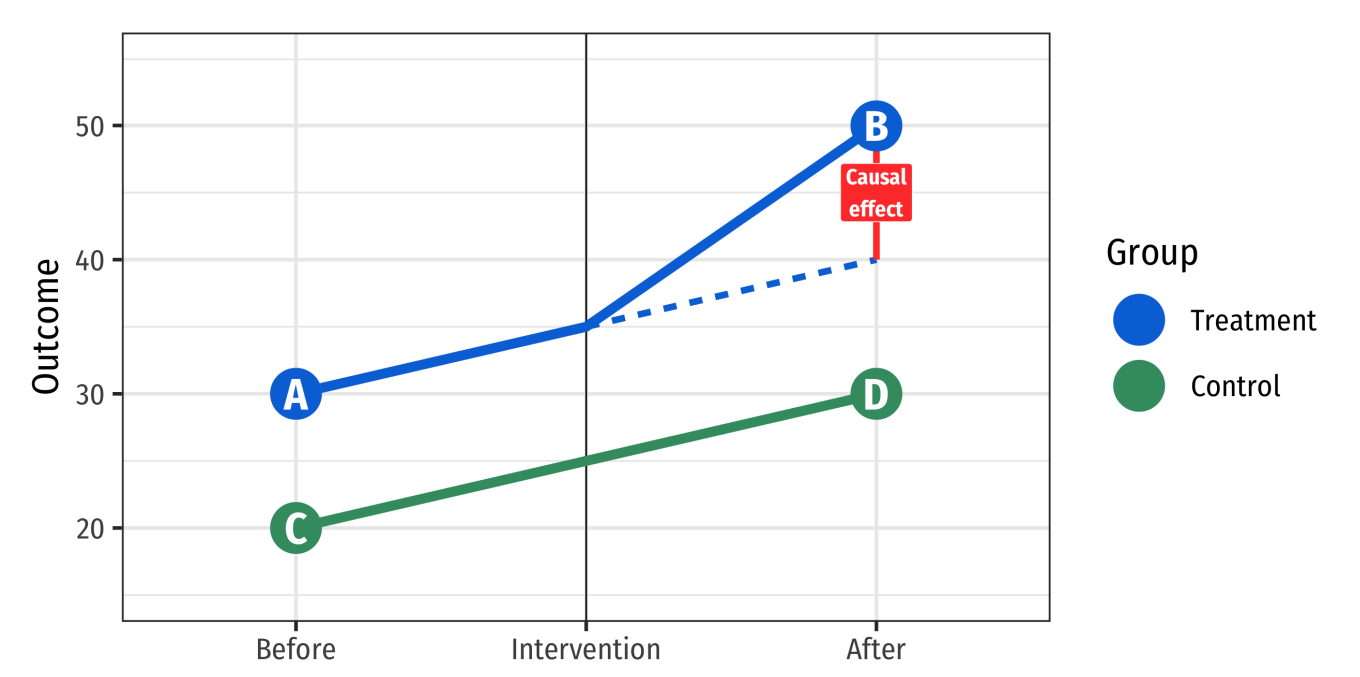 50
40
30
20
Outcome
A
B
C
D
Causal
effect
Before
Intervention
After
Group
Treatment
Control